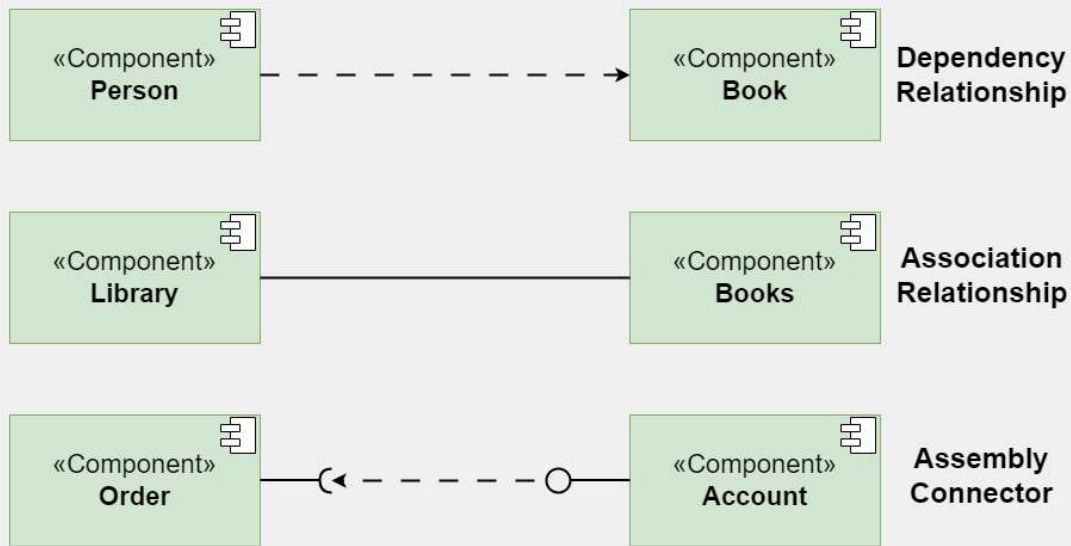 «Component»
Person
«Component»
Book
Dependency
Relationship
«Component»
Library
«Component»
Books
Association
Relationship
«Component»
Order
«Component»
Account
Assembly
Connector